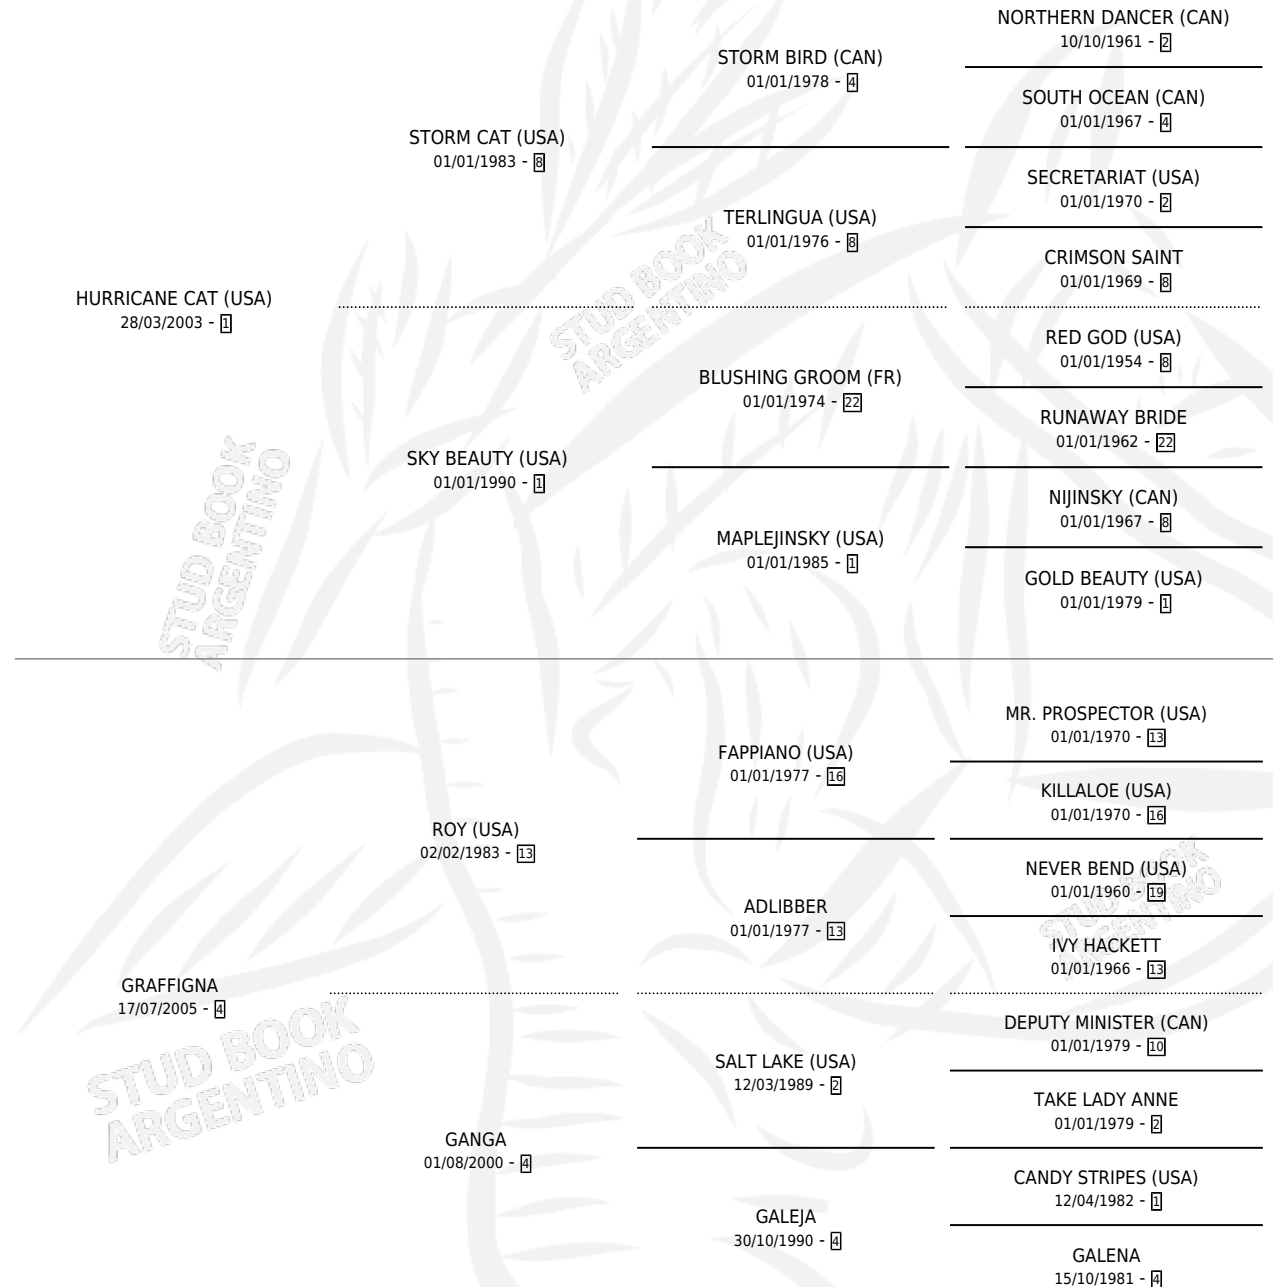 NORTHERN DANCER (CAN)
10/10/1961 - 2
STORM BIRD (CAN)
01/01/1978 - 4
SOUTH OCEAN (CAN)
01/01/1967 - 4
STORM CAT (USA)
01/01/1983 - 8
SECRETARIAT (USA)
01/01/1970 - 2
TERLINGUA (USA)
01/01/1976 - 8
CRIMSON SAINT
01/01/1969 - 8
HURRICANE CAT (USA)
28/03/2003 - 1
STUD BOOK
ARGENTINO
RED GOD (USA)
01/01/1954 - 8
BLUSHING GROOM (FR)
01/01/1974 - 22
RUNAWAY BRIDE
01/01/1962 - 22
SKY BEAUTY (USA)
01/01/1990 - 1
NIJINSKY (CAN)
01/01/1967 - 8
MAPLEJINSKY (USA)
01/01/1985 - 1
GOLD BEAUTY (USA)
01/01/1979 - 1
STUD BOOK
ARGENTINO
MR. PROSPECTOR (USA)
01/01/1970 - 13
FAPPIANO (USA)
01/01/1977 - 16
KILLALOE (USA)
01/01/1970 - 16
ROY (USA)
02/02/1983 - 13
NEVER BEND (USA)
01/01/1960 - 19
ADLIBBER
01/01/1977 - 13
STUD BOOK
ARGENTINO
IVY HACKETT
01/01/1966 - 13
GRAFFIGNA
17/07/2005 - 4
STUD BOOK
ARGENTINO
DEPUTY MINISTER (CAN)
01/01/1979 - 10
SALT LAKE (USA)
12/03/1989 - 2
TAKE LADY ANNE
01/01/1979 - 2
GANGA
01/08/2000 - 4
CANDY STRIPES (USA)
12/04/1982 - 1
GALEJA
30/10/1990 - 4
GALENA
15/10/1981 - 4